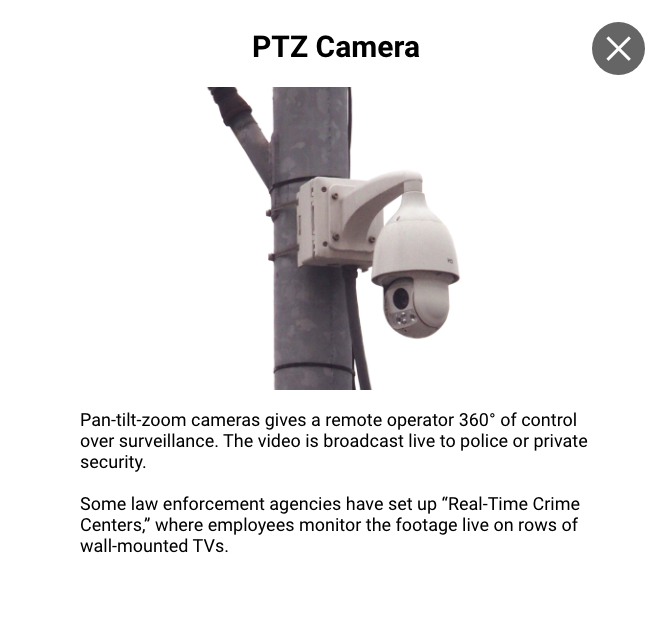 PTZ Camera
Pan-tilt-zoom cameras gives a remote operator 360° of control
over surveillance. The video is broadcast live to police or private
security.
Some law enforcement agencies have set up “Real-Time Crime
Centers,” where employees monitor the footage live on rows of
wall-mounted TVs.